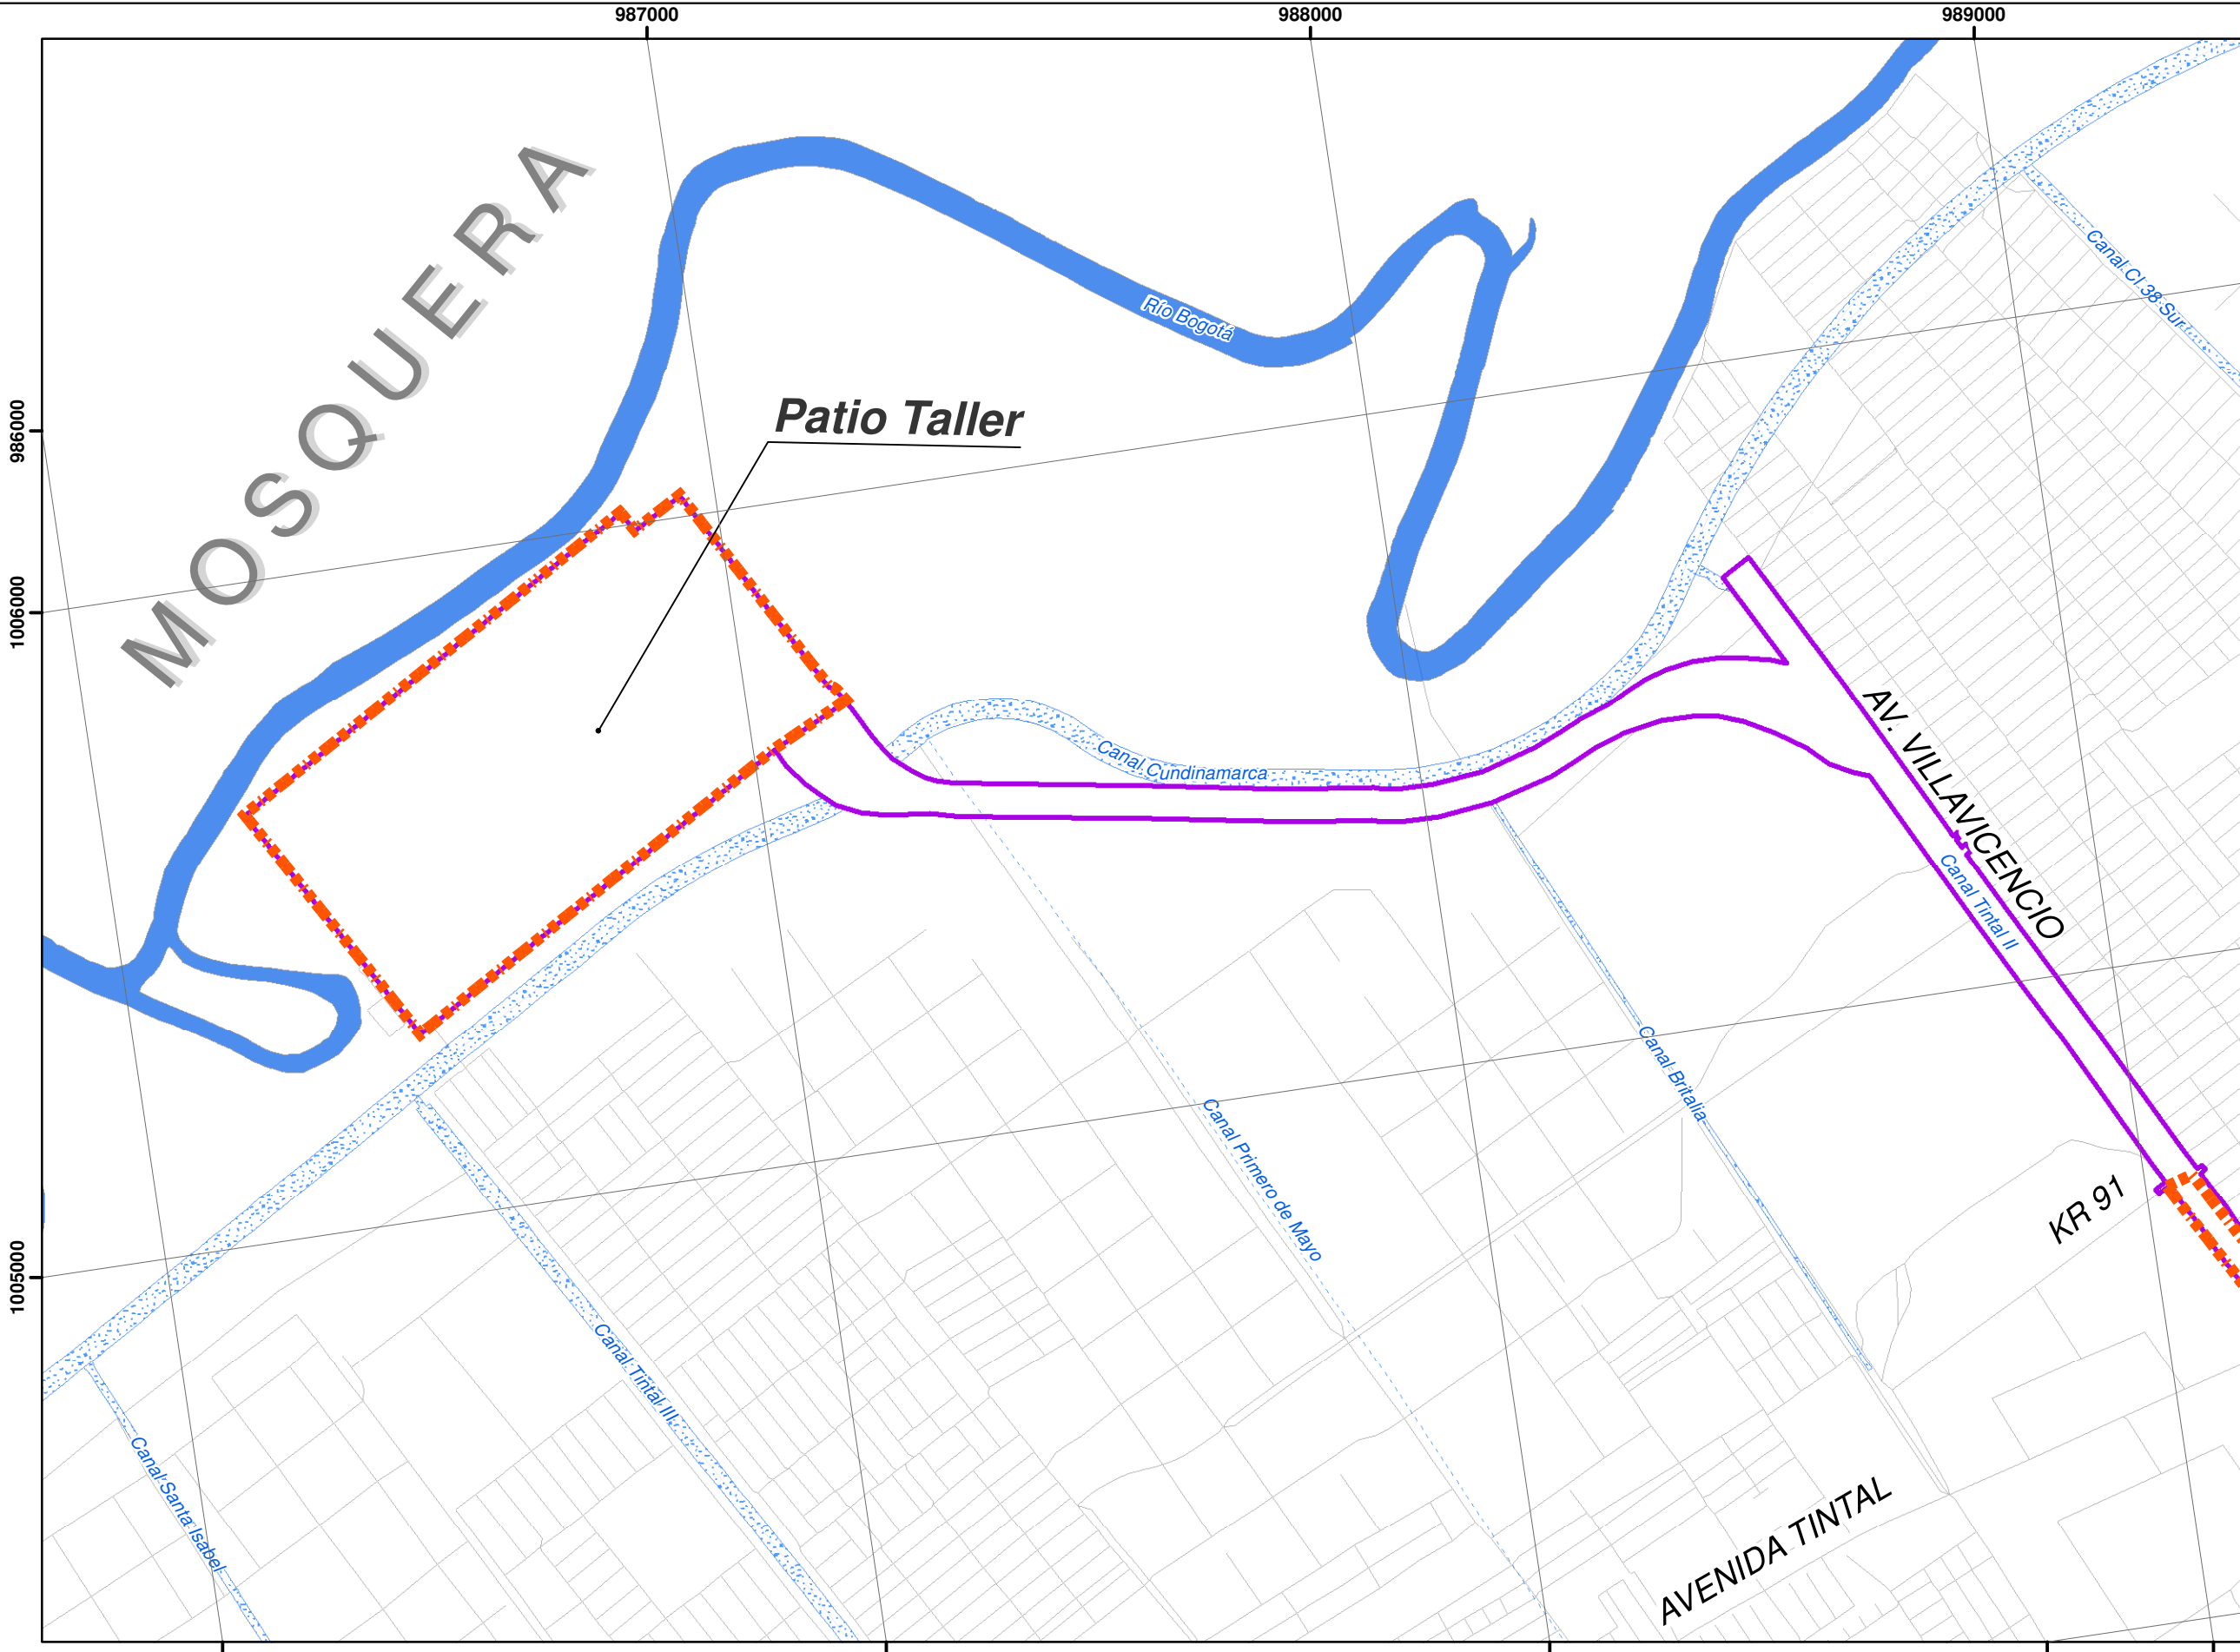 987000
988000
989000
986000
1006000
1005000
MOSQUERA
Río Bogotá
Patio Taller
Canal Cl 38 Sur
Canal Cundinamarca
AV. VILLAVICENCIO
Canal Tintal II
Canal Britalia
Canal Primero de Mayo
KR 91
Canal Tintal III
Canal Santa Isabel
AVENIDA TINTAL